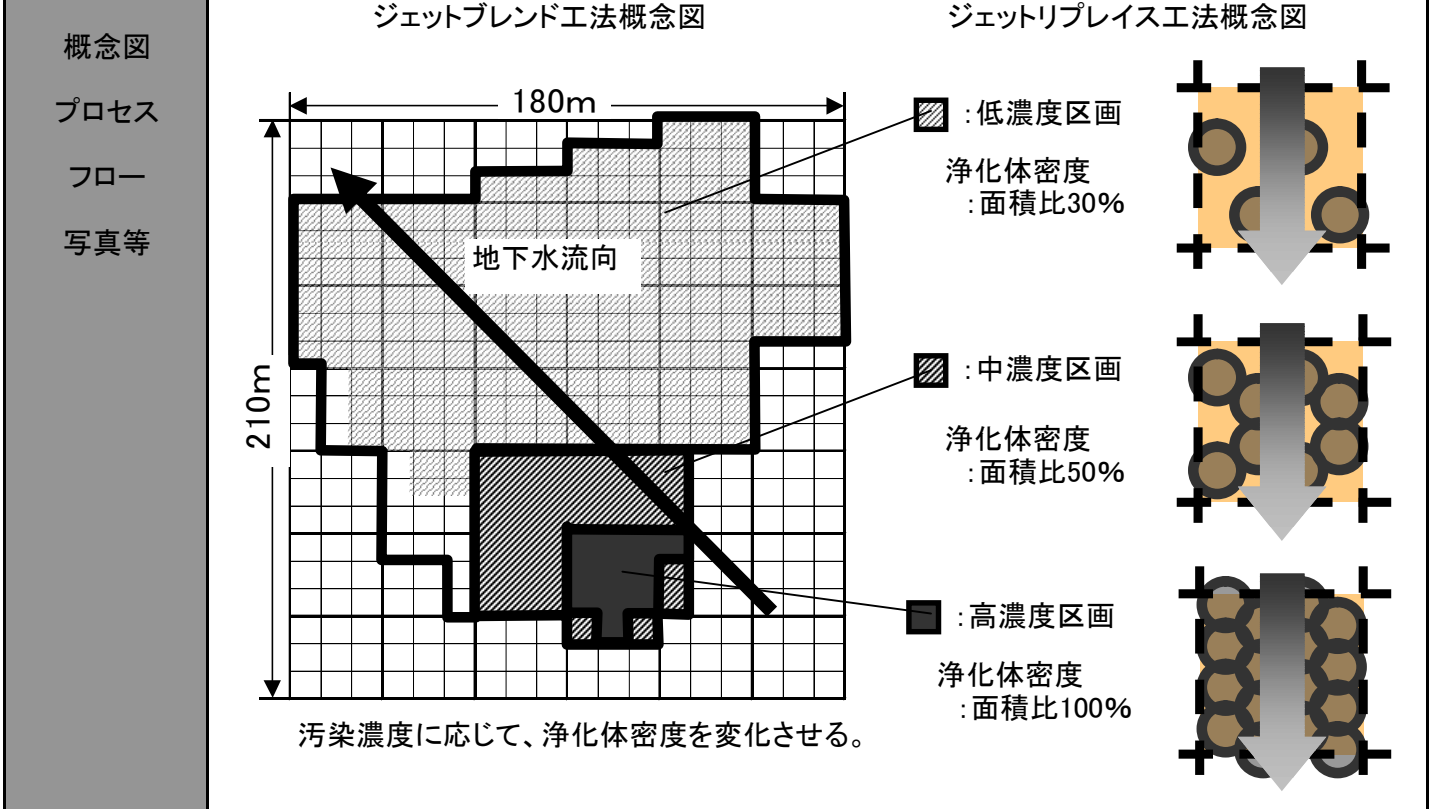 概念図
プロセス
フロー
写真等
ジェットブレンド工法概念図
ジェットリプレイス工法概念図
180m
210m
地下水流向
:低濃度区画
浄化体密度
:面積比30%
:中濃度区画
浄化体密度
:面積比50%
:高濃度区画
浄化体密度
:面積比100%
汚染濃度に応じて、浄化体密度を変化させる。